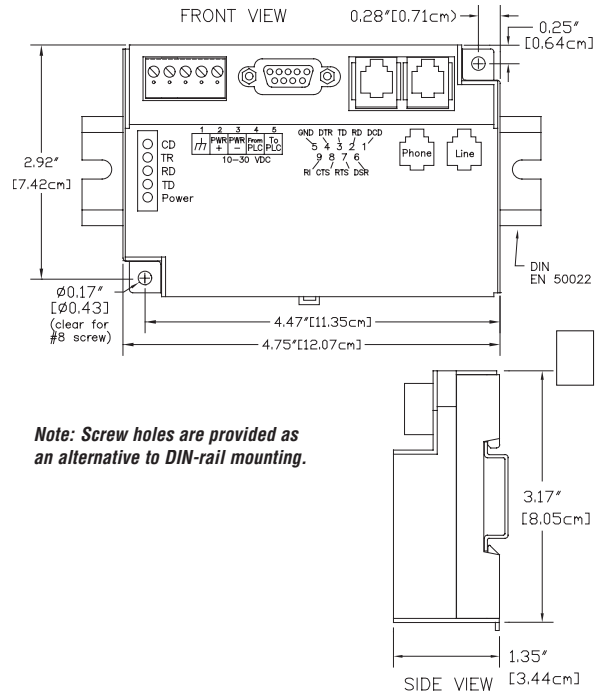 FRONT VIEW
0.28"[0.71cm)
0.25"
[0.64cm]
2.92"
[7.42cm]
CD
TR
RD
TD
Power
1 2 3 4 5
PWR + PWR - From PLC To PLC
10-30 VDC
GND DTR TD RD DCD
5 4 3 2 1
9 8 7 6
RI CTS RTS DSR
Phone
Line
DIN
EN 50022
Ø0.17"
[Ø0.43]
(clear for
#8 screw)
4.47"[11.35cm]
4.75"[12.07cm]
Note: Screw holes are provided as
an alternative to DIN-rail mounting.
3.17"
[8.05cm]
1.35"
[3.44cm]
SIDE VIEW